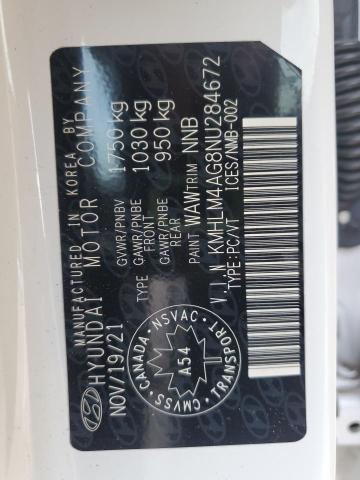 MANUFACTURED IN KOREA BY
HYUNDAI MOTOR COMPANY
NOV/19/21
GVWR/PNBV 1750 kg
TYPE GAWR/PNBE FRONT 1030 kg
GAWR/PNBE REAR 950 kg
PAINT WAW TRIM NNB
V I N KMHLM4AG8NU284672
TYPE:PC/VT 1CES/NMB-002
CANADA · NSVAC · TRANSPORT · CMVSS
A54